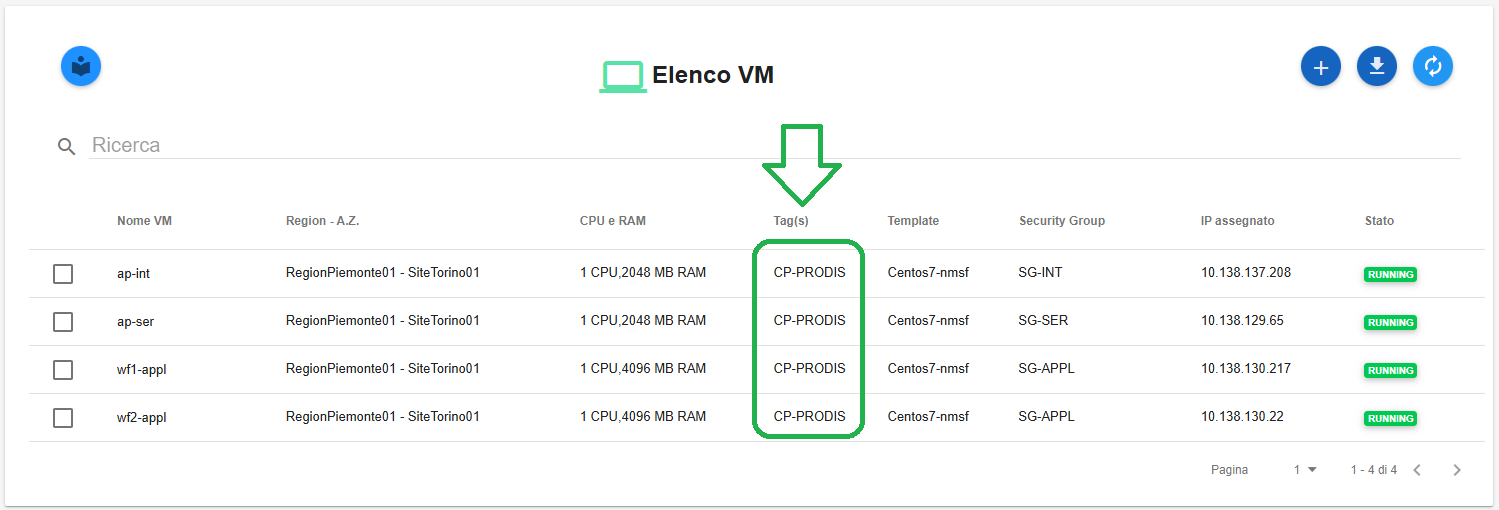 Elenco VM
Ricerca
Nome VM Region - A.Z. CPU e RAM Tag(s) Template Security Group IP assegnato Stato
ap-int RegionPiemonte01 - SiteTorino01 1 CPU,2048 MB RAM CP-PRODIS Centos7-nmsf SG-INT 10.138.137.208 RUNNING
ap-ser RegionPiemonte01 - SiteTorino01 1 CPU,2048 MB RAM CP-PRODIS Centos7-nmsf SG-SER 10.138.129.65 RUNNING
wf1-appl RegionPiemonte01 - SiteTorino01 1 CPU,4096 MB RAM CP-PRODIS Centos7-nmsf SG-APPL 10.138.130.217 RUNNING
wf2-appl RegionPiemonte01 - SiteTorino01 1 CPU,4096 MB RAM CP-PRODIS Centos7-nmsf SG-APPL 10.138.130.22 RUNNING
Pagina 1 1 - 4 di 4